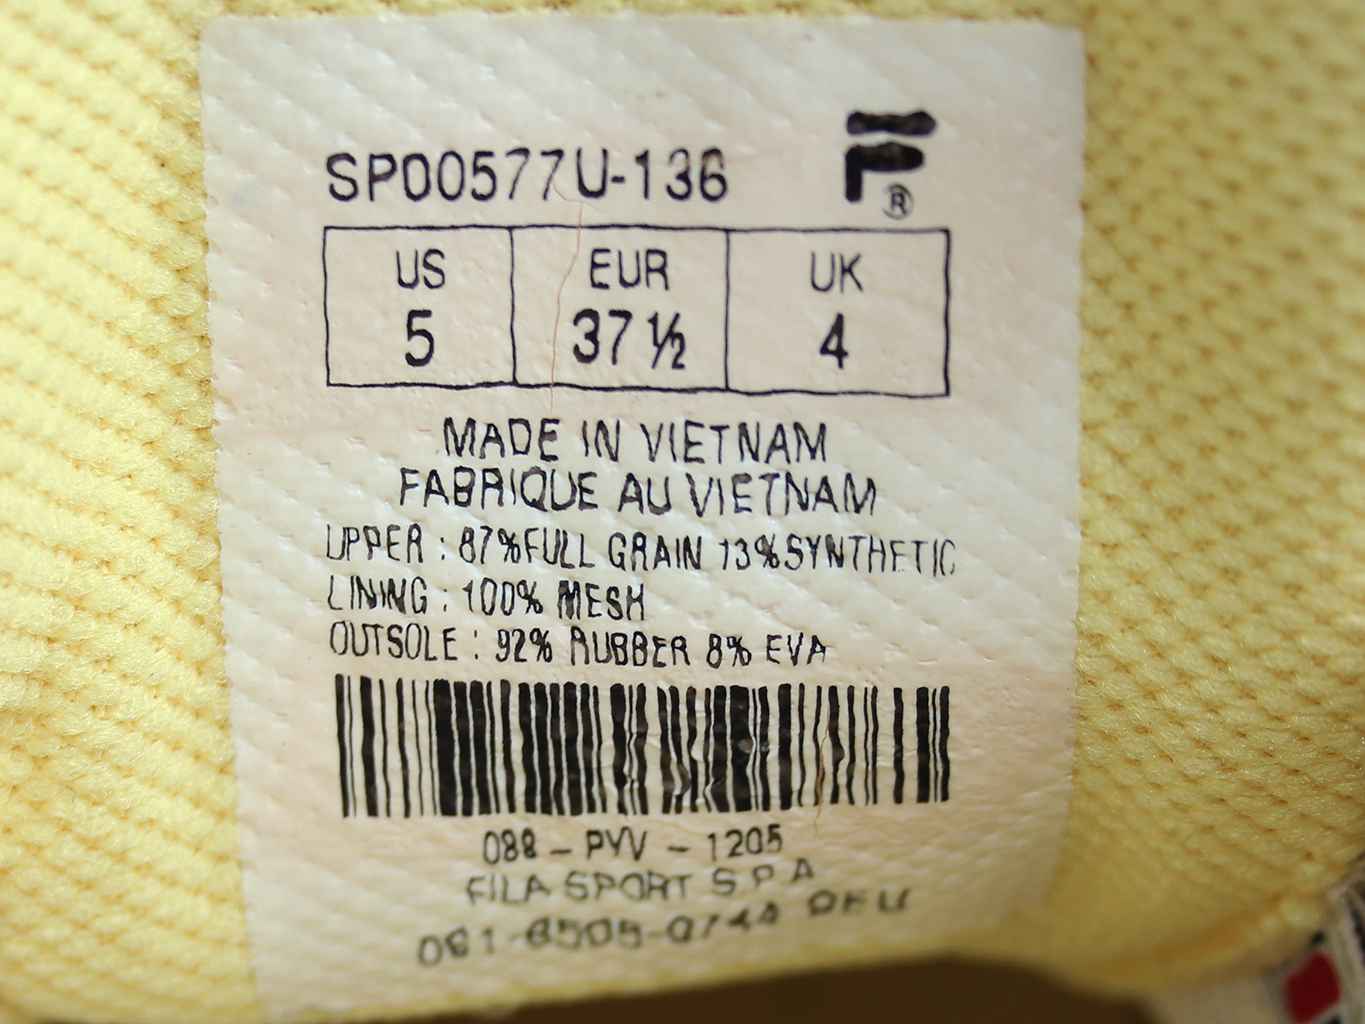 SP00577U-136
F®
US EUR UK
5 37 ½ 4
MADE IN VIETNAM
FABRIQUE AU VIETNAM
UPPER : 87%FULL GRAIN 13%SYNTHETIC
LINING : 100% MESH
OUTSOLE : 92% RUBBER 8% EVA
088 - PYV - 1205
FILA SPORT S P A